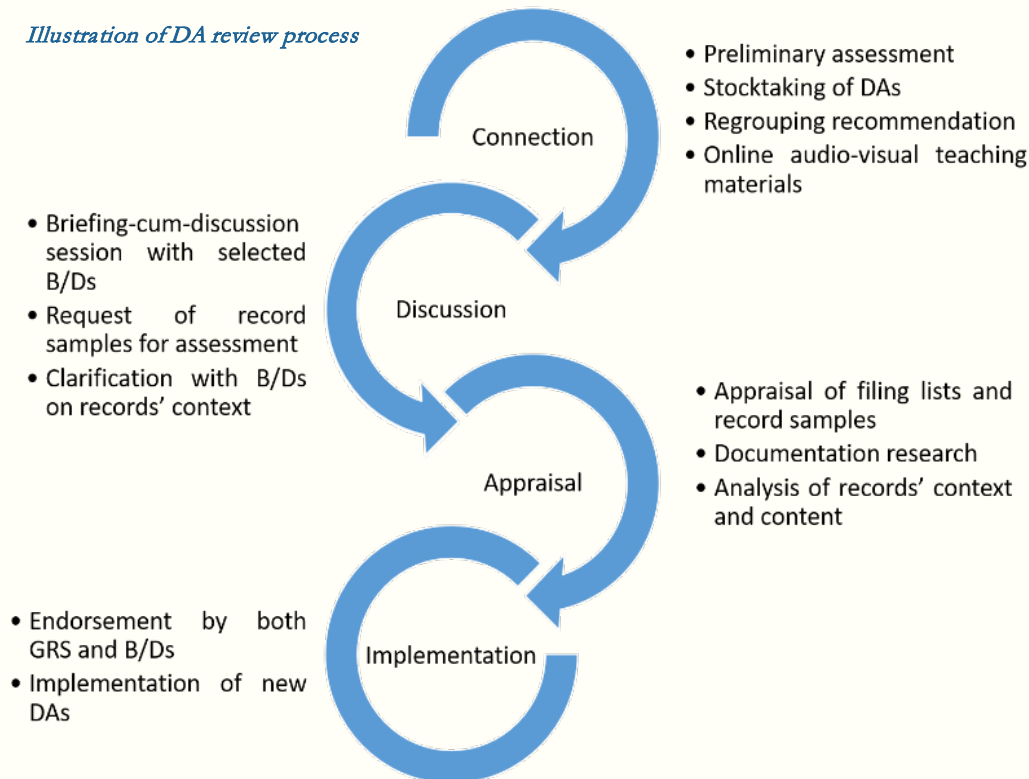 Illustration of DA review process
Connection
• Preliminary assessment
• Stocktaking of DAs
• Regrouping recommendation
• Online audio-visual teaching
materials
• Briefing-cum-discussion
session with selected
B/Ds
• Request of record
samples for assessment
• Clarification with B/Ds
on records’ context
Discussion
Appraisal
• Appraisal of filing lists and
record samples
• Documentation research
• Analysis of records’ context
and content
• Endorsement by both
GRS and B/Ds
• Implementation of new
DAs
Implementation